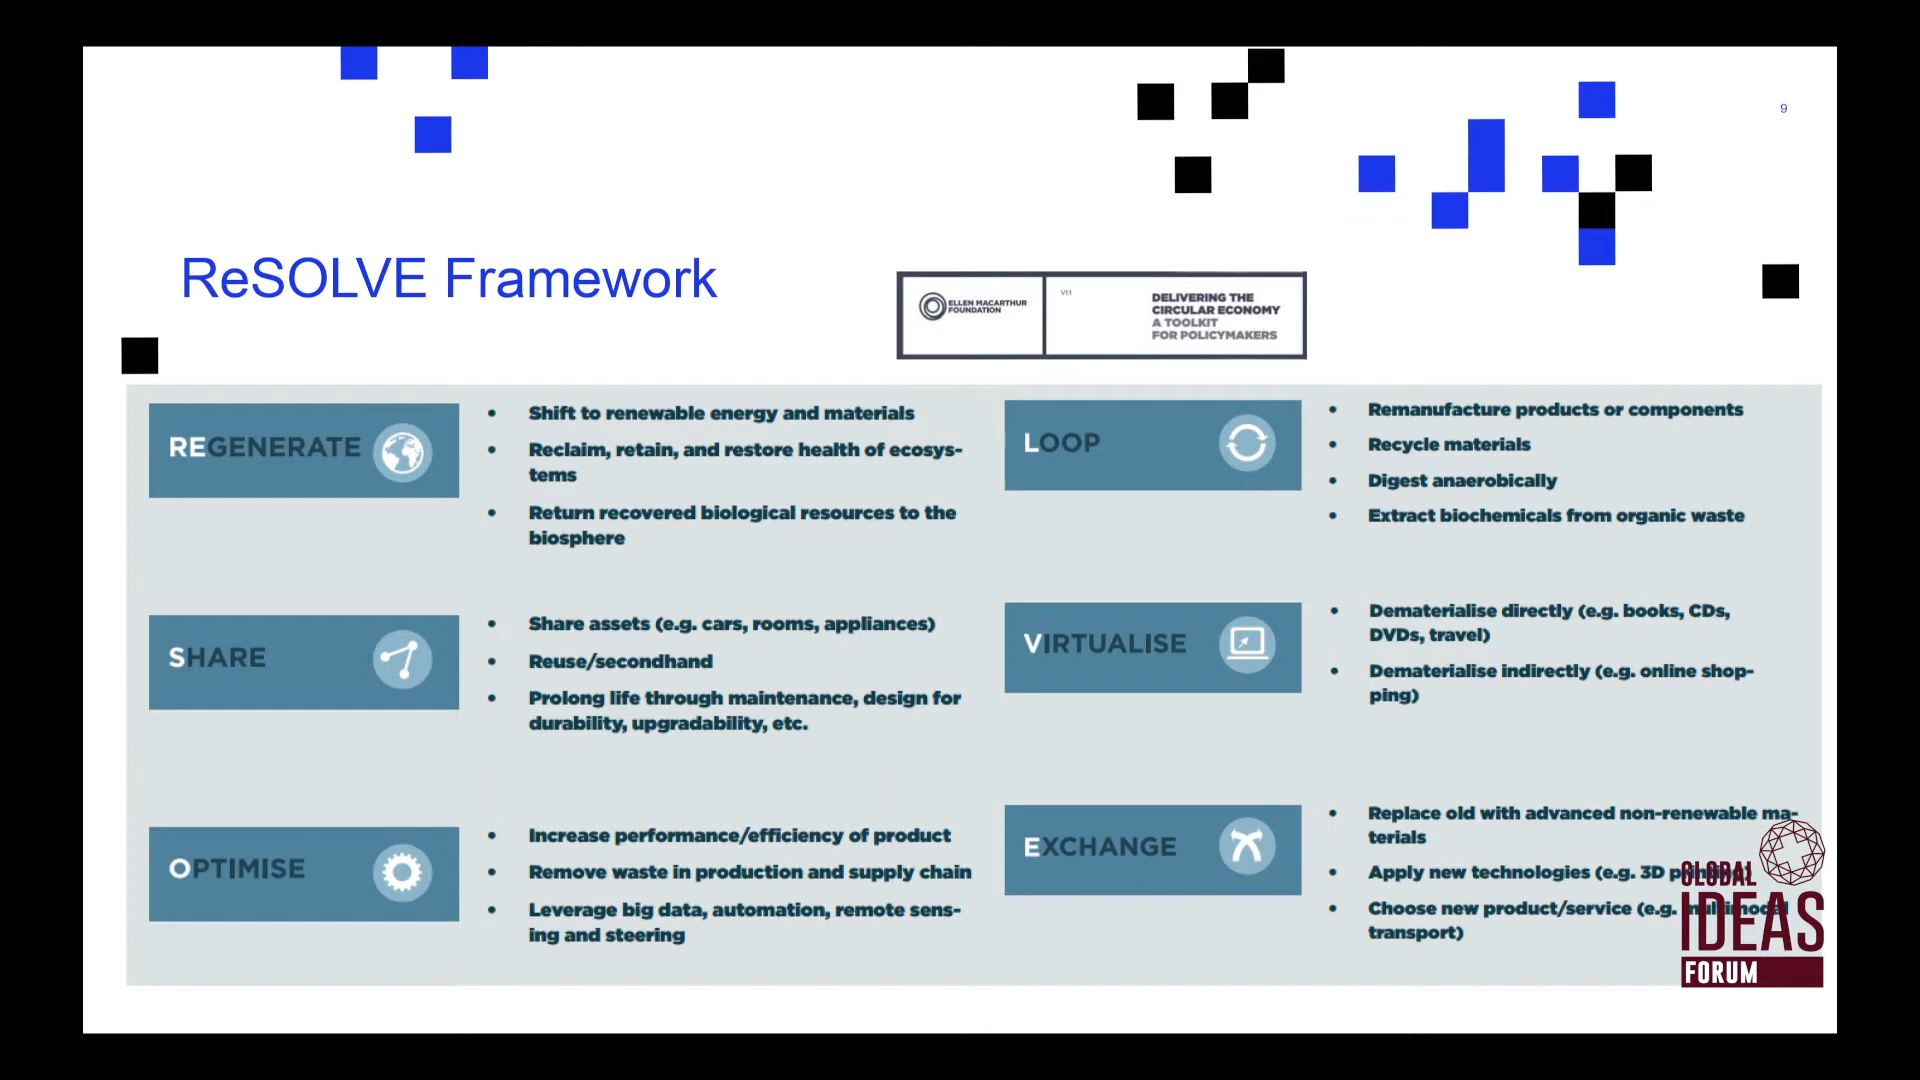 9
ReSOLVE Framework
ELLEN MACARTHUR
FOUNDATION
V1.1
DELIVERING THE
CIRCULAR ECONOMY
A TOOLKIT
FOR POLICYMAKERS
REGENERATE
• Shift to renewable energy and materials
• Reclaim, retain, and restore health of ecosys-
tems
• Return recovered biological resources to the
biosphere
SHARE
• Share assets (e.g. cars, rooms, appliances)
• Reuse/secondhand
• Prolong life through maintenance, design for
durability, upgradability, etc.
OPTIMISE
• Increase performance/efficiency of product
• Remove waste in production and supply chain
• Leverage big data, automation, remote sens-
ing and steering
LOOP
• Remanufacture products or components
• Recycle materials
• Digest anaerobically
• Extract biochemicals from organic waste
VIRTUALISE
• Dematerialise directly (e.g. books, CDs,
DVDs, travel)
• Dematerialise indirectly (e.g. online shop-
ping)
EXCHANGE
• Replace old with advanced non-renewable ma-
terials
• Apply new technologies (e.g. 3D printing)
• Choose new product/service (e.g. multimodal
transport)
GLOBAL
IDEAS
FORUM